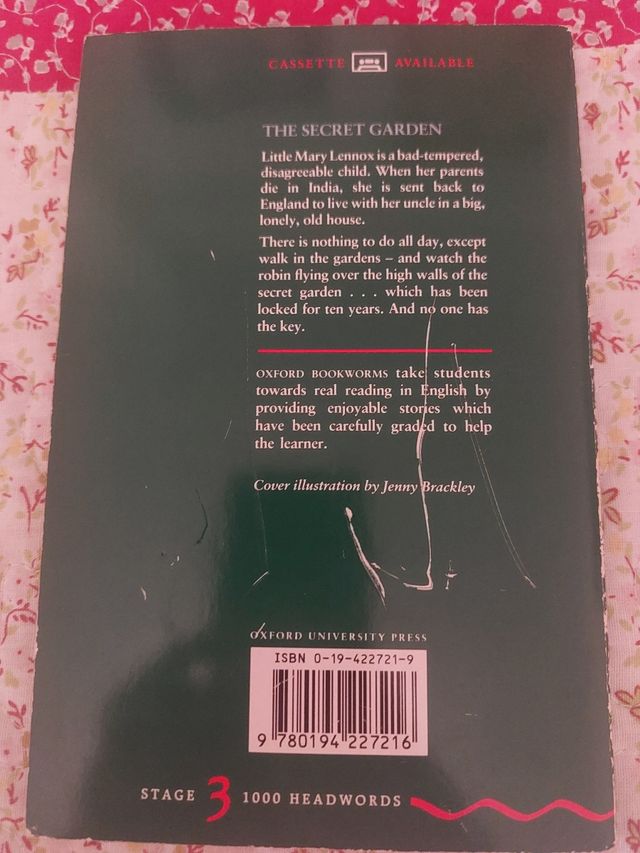 CASSETTE AVAILABLE
THE SECRET GARDEN
Little Mary Lennox is a bad-tempered,
disagreeable child. When her parents
die in India, she is sent back to
England to live with her uncle in a big,
lonely, old house.
There is nothing to do all day, except
walk in the gardens – and watch the
robin flying over the high walls of the
secret garden . . . which has been
locked for ten years. And no one has
the key.
OXFORD BOOKWORMS take students
towards real reading in English by
providing enjoyable stories which
have been carefully graded to help
the learner.
Cover illustration by Jenny Brackley
OXFORD UNIVERSITY PRESS
ISBN 0-19-422721-9
9 780194 227216
STAGE 3 1000 HEADWORDS